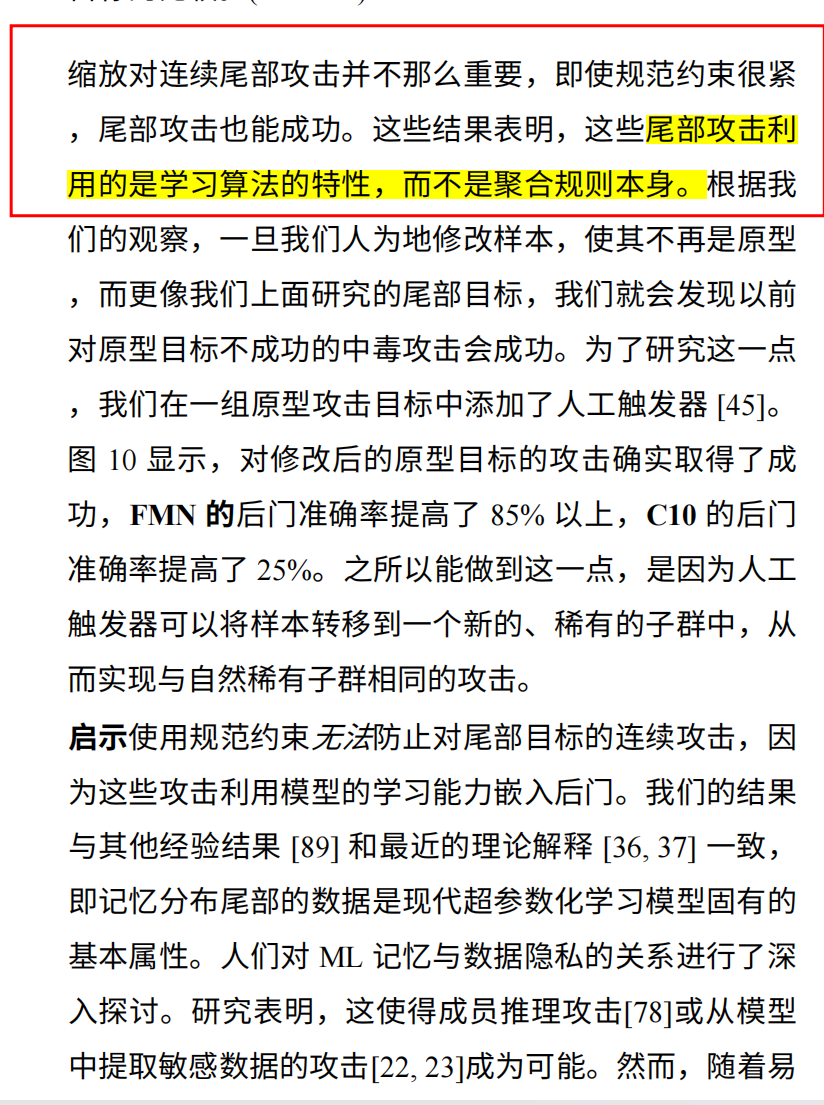 缩放对连续尾部攻击并不那么重要，即使规范约束很紧
，尾部攻击也能成功。这些结果表明，这些尾部攻击利
用的是学习算法的特性，而不是聚合规则本身。根据我
们的观察，一旦我们人为地修改样本，使其不再是原型
，而更像我们上面研究的尾部目标，我们就会发现以前
对原型目标不成功的中毒攻击会成功。为了研究这一点
，我们在一组原型攻击目标中添加了人工触发器 [45]。
图 10 显示，对修改后的原型目标的攻击确实取得了成
功，FMN 的后门准确率提高了 85% 以上，C10 的后门
准确率提高了 25%。之所以能做到这一点，是因为人工
触发器可以将样本转移到一个新的、稀有的子群中，从
而实现与自然稀有子群相同的攻击。
启示使用规范约束无法防止对尾部目标的连续攻击，因
为这些攻击利用模型的学习能力嵌入后门。我们的结果
与其他经验结果 [89] 和最近的理论解释 [36, 37] 一致，
即记忆分布尾部的数据是现代超参数化学习模型固有的
基本属性。人们对 ML 记忆与数据隐私的关系进行了深
入探讨。研究表明，这使得成员推理攻击[78]或从模型
中提取敏感数据的攻击[22, 23]成为可能。然而，随着易